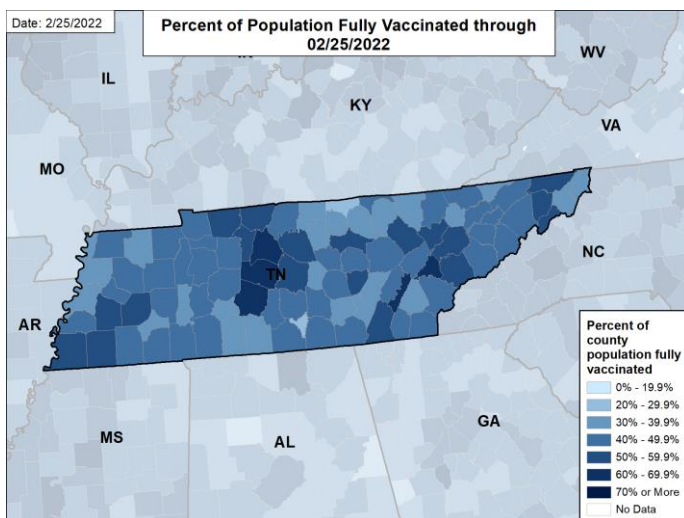 Date: 2/25/2022
Percent of Population Fully Vaccinated through
02/25/2022
WV
IL
KY
VA
MO
NC
TN
AR
MS
AL
GA
Percent of
county
population fully
vaccinated
0% - 19.9%
20% - 29.9%
30% - 39.9%
40% - 49.9%
50% - 59.9%
60% - 69.9%
70% or More
No Data